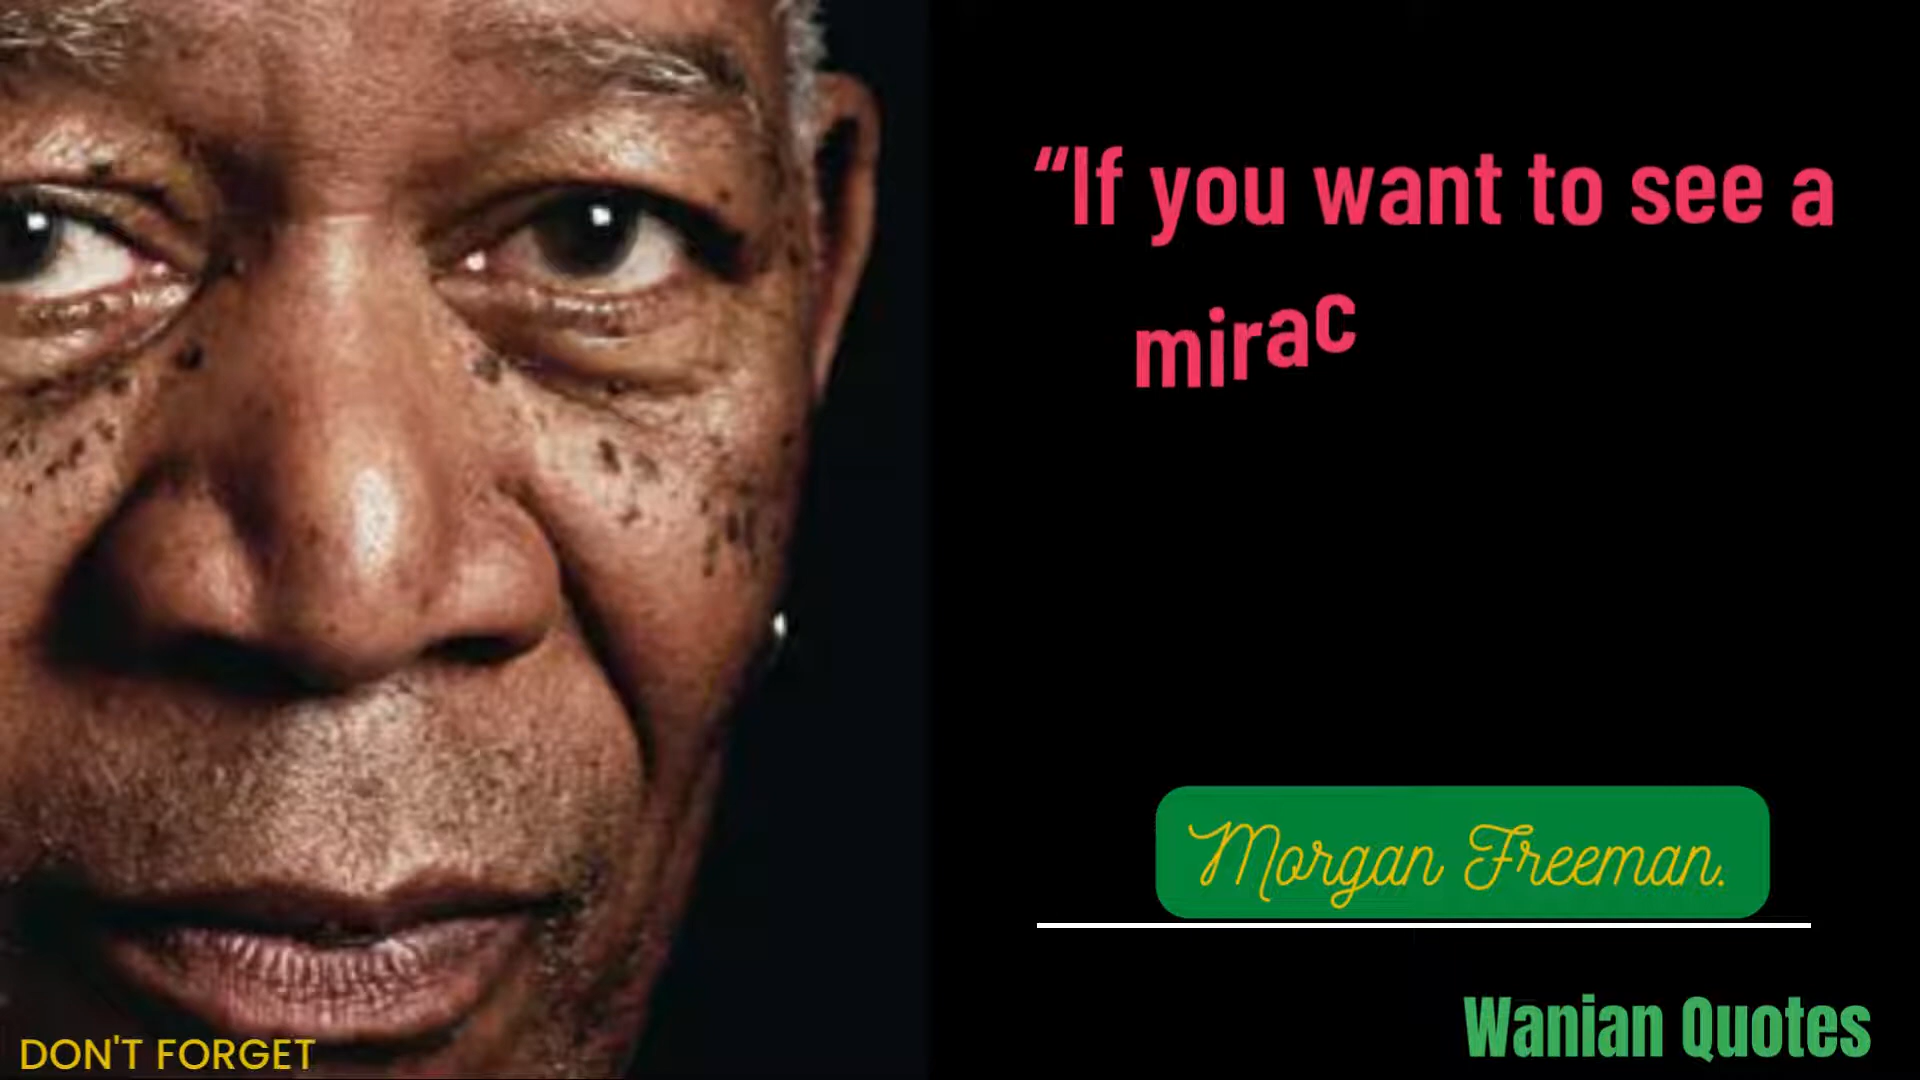 “If you want to see a
mirac
Morgan Freeman.
Wanian Quotes
DON'T FORGET